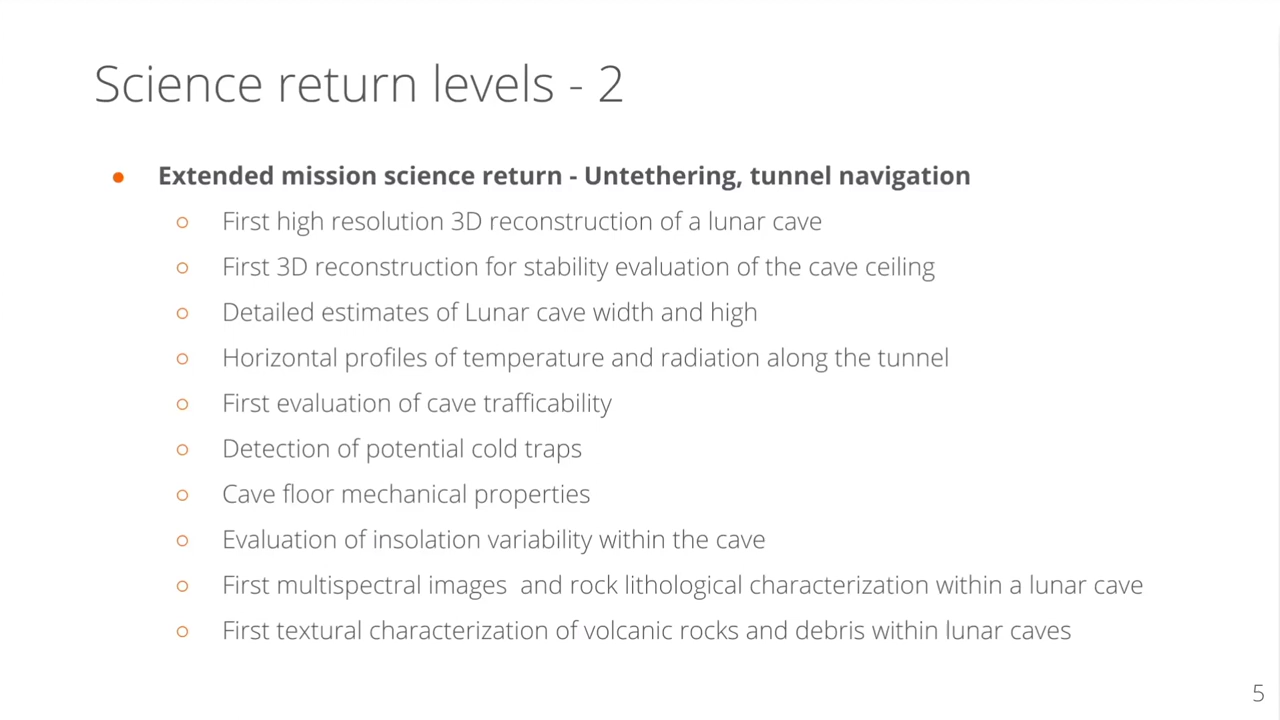 Science return levels - 2
Extended mission science return - Untethering, tunnel navigation
First high resolution 3D reconstruction of a lunar cave
First 3D reconstruction for stability evaluation of the cave ceiling
Detailed estimates of Lunar cave width and high
Horizontal profiles of temperature and radiation along the tunnel
First evaluation of cave trafficability
Detection of potential cold traps
Cave floor mechanical properties
Evaluation of insolation variability within the cave
First multispectral images  and rock lithological characterization within a lunar cave
First textural characterization of volcanic rocks and debris within lunar caves
5